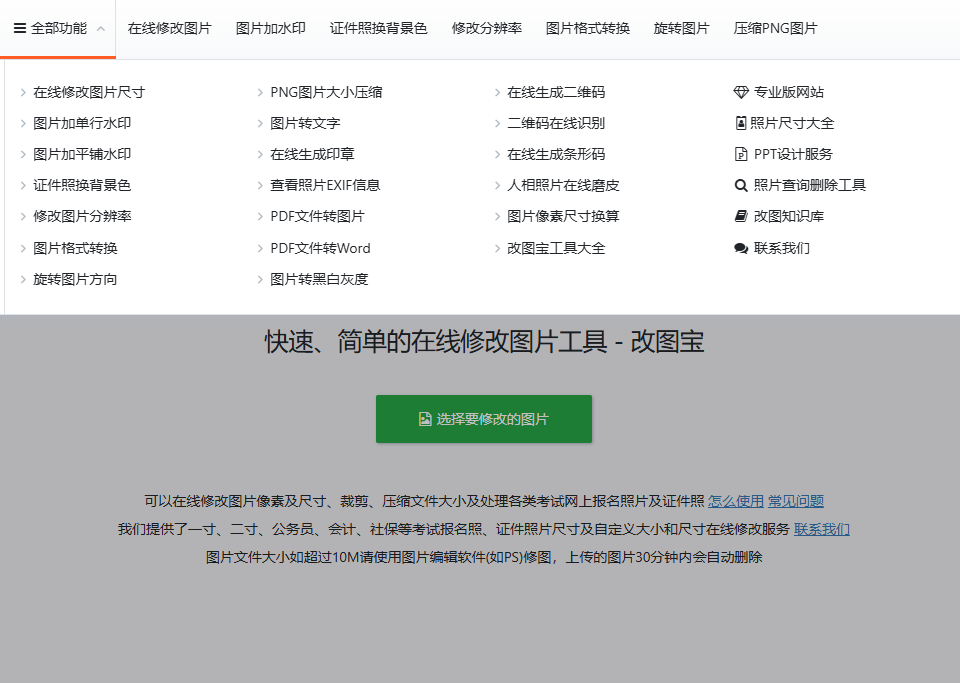 全部功能 在线修改图片 图片加水印 证件照换背景色 修改分辨率 图片格式转换 旋转图片 压缩PNG图片
在线修改图片尺寸 PNG图片大小压缩 在线生成二维码 专业版网站
图片加单行水印 图片转文字 二维码在线识别 照片尺寸大全
图片加平铺水印 在线生成印章 在线生成条形码 PPT设计服务
证件照换背景色 查看照片EXIF信息 人相照片在线磨皮 照片查询删除工具
修改图片分辨率 PDF文件转图片 图片像素尺寸换算 改图知识库
图片格式转换 PDF文件转Word 改图宝工具大全 联系我们
旋转图片方向 图片转黑白灰度
快速、简单的在线修改图片工具 - 改图宝
选择要修改的图片
可以在线修改图片像素及尺寸、裁剪、压缩文件大小及处理各类考试网上报名照片及证件照 怎么使用 常见问题
我们提供了一寸、二寸、公务员、会计、社保等考试报名照、证件照片尺寸及自定义大小和尺寸在线修改服务 联系我们
图片文件大小如超过10M请使用图片编辑软件(如PS)修图，上传的图片30分钟内会自动删除